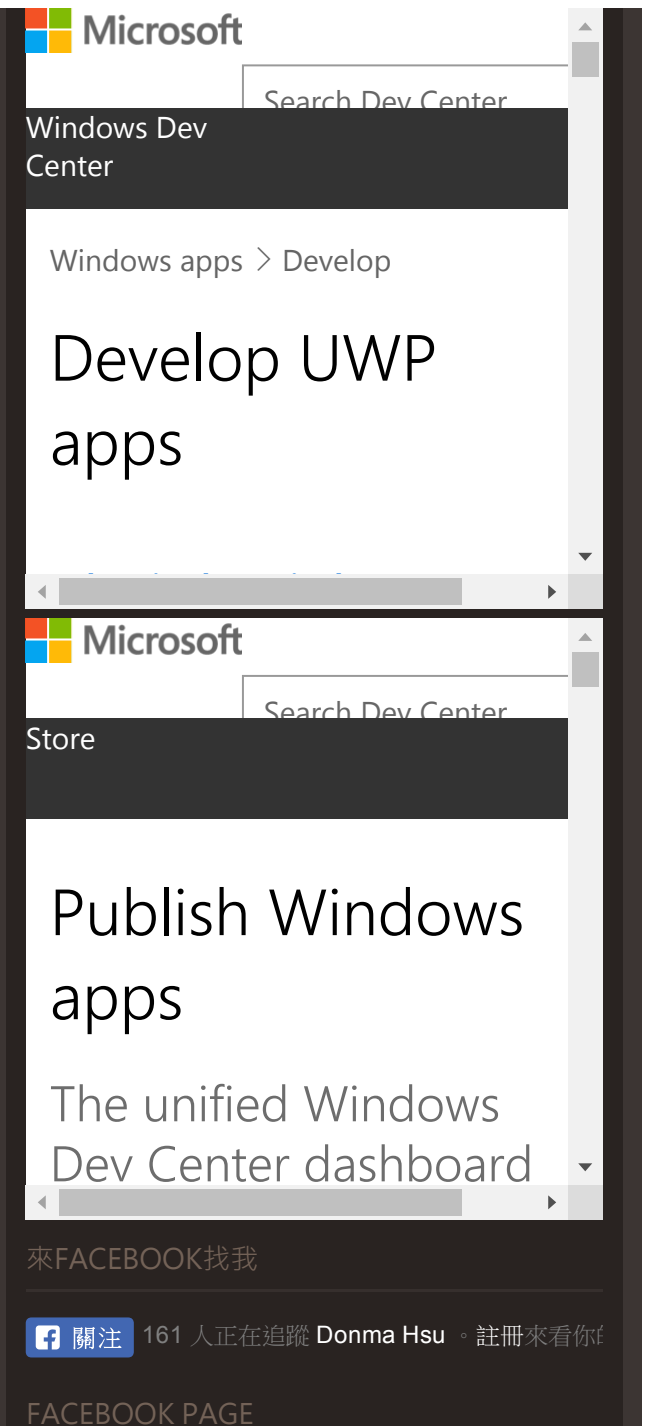 Microsoft
Search Dev Center
Windows Dev
Center
Windows apps > Develop
Develop UWP
apps
Microsoft
Search Dev Center
Store
Publish Windows
apps
The unified Windows
Dev Center dashboard
來FACEBOOK找我
關注 161 人正在追蹤 Donma Hsu 。註冊來看你
FACEBOOK PAGE